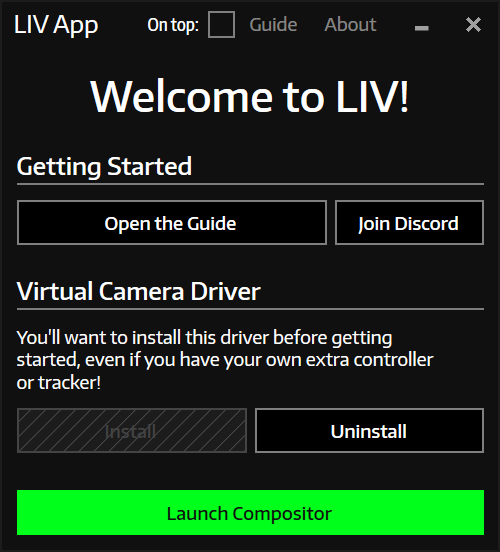 LIV App On top: Guide About
Welcome to LIV!
Getting Started
Open the Guide Join Discord
Virtual Camera Driver
You'll want to install this driver before getting
started, even if you have your own extra controller
or tracker!
Install Uninstall
Launch Compositor